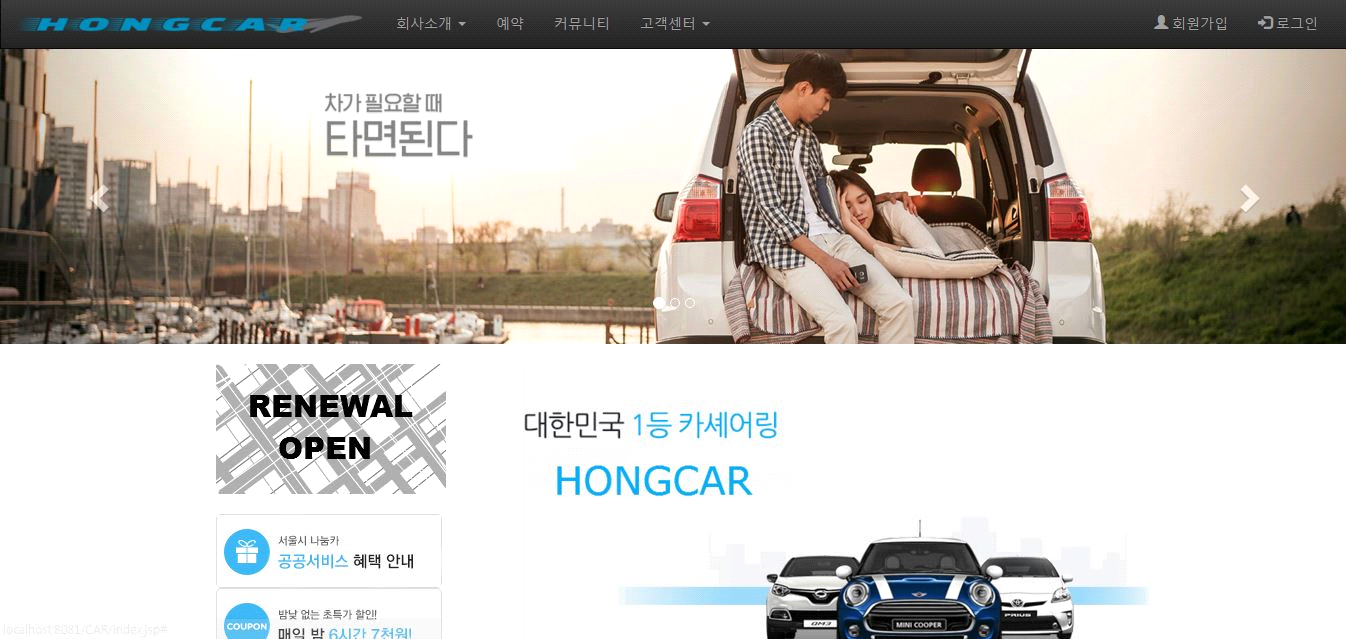 HONGCAR 회사소개 예약 커뮤니티 고객센터 회원가입 로그인
차가 필요할 때
타면된다
RENEWAL
OPEN
대한민국 1등 카셰어링
HONGCAR
서울시 나눔카
공공서비스 혜택 안내
COUPON
밤낮 없는 초특가 할인!
매일 밤 6시간 7천원!
QM3
MINI COOPER
PRIUS
localhost:8081/CAR/index.jsp#